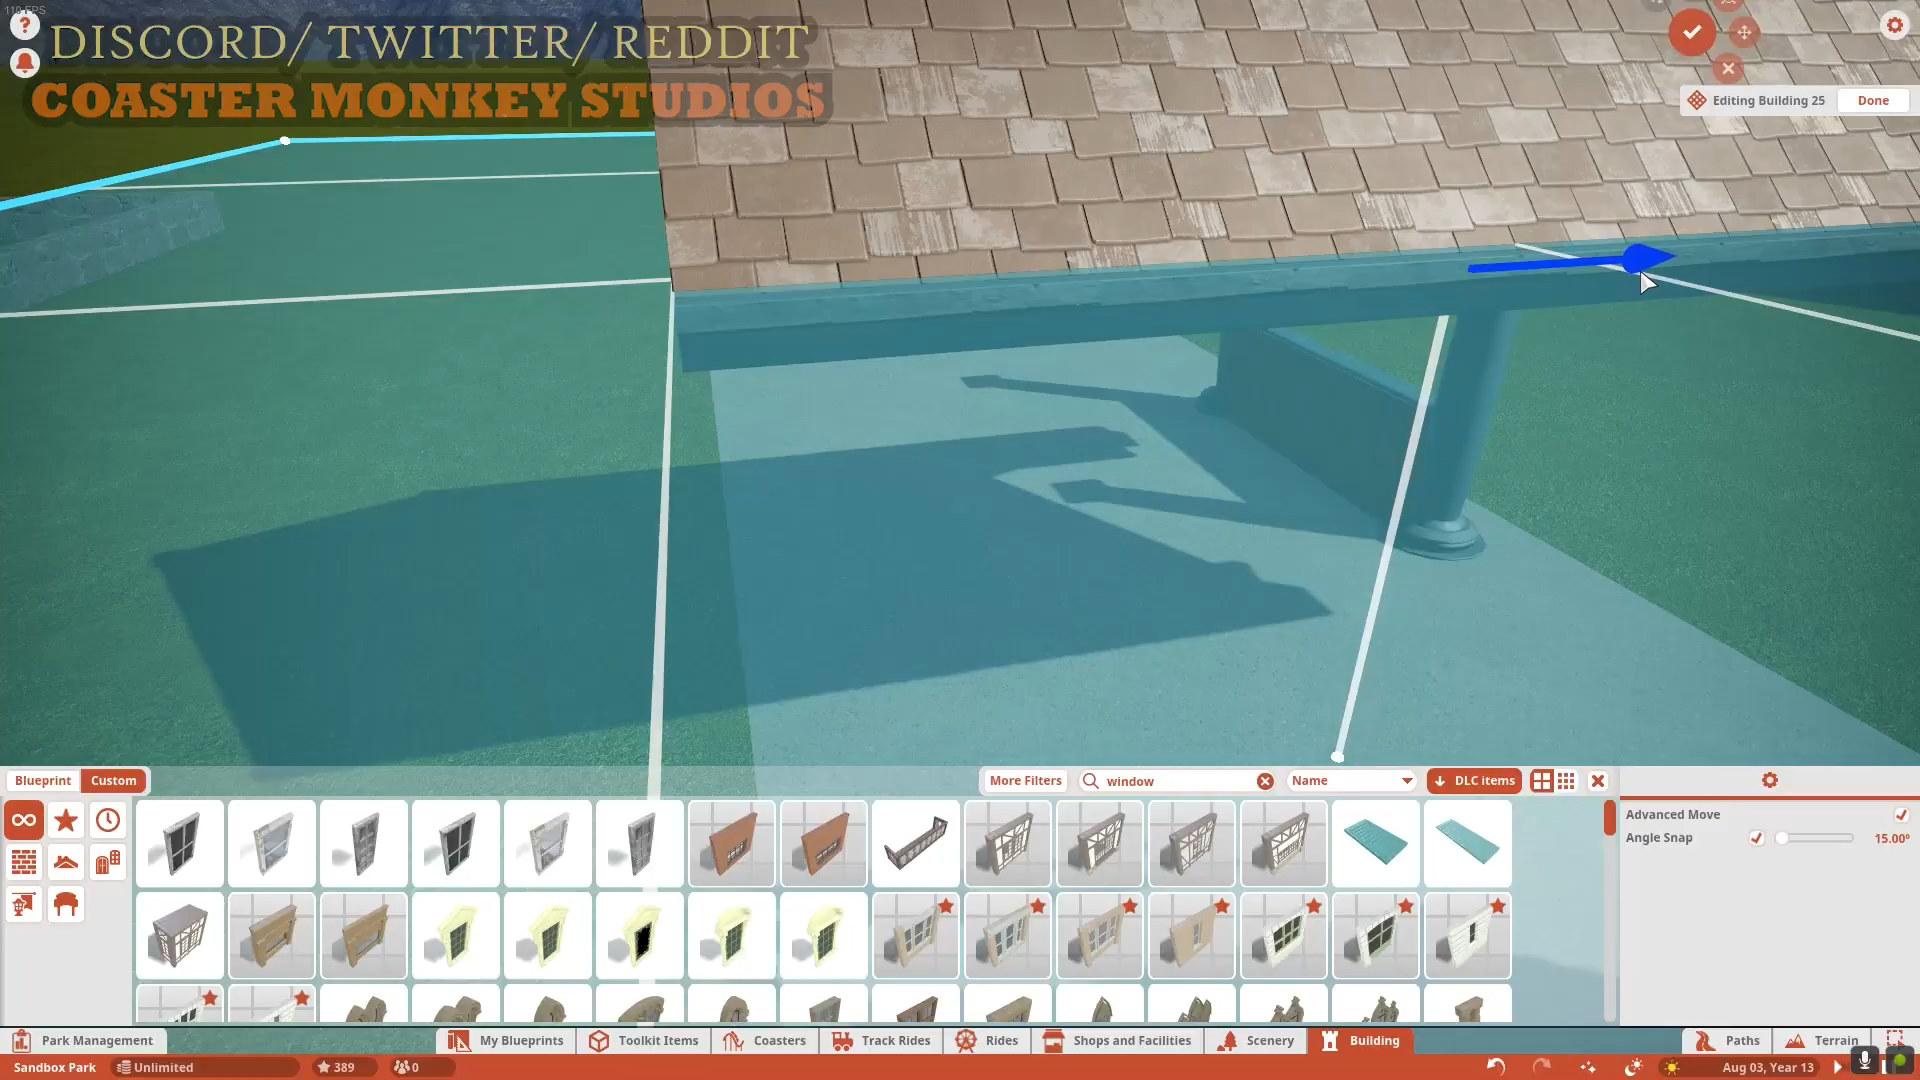 110 FPS
DISCORD/ TWITTER/ REDDIT
COASTER MONKEY STUDIOS
Editing Building 25
Done
Blueprint
Custom
More Filters
window
Name
DLC items
Advanced Move
Angle Snap
15.00°
Park Management
My Blueprints
Toolkit Items
Coasters
Track Rides
Rides
Shops and Facilities
Scenery
Building
Paths
Terrain
Sandbox Park
Unlimited
389
0
Aug 03, Year 13